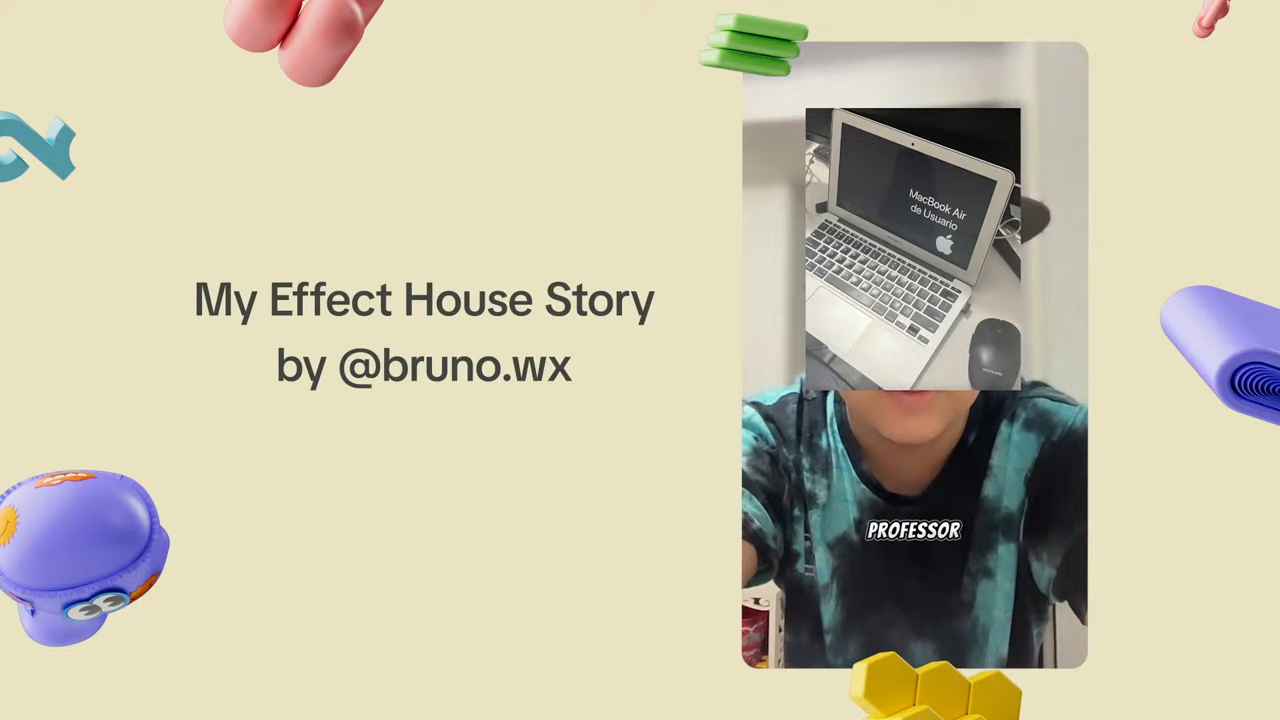 My Effect House Story
by @bruno.wx
MacBook Air
de Usuario
PROFESSOR